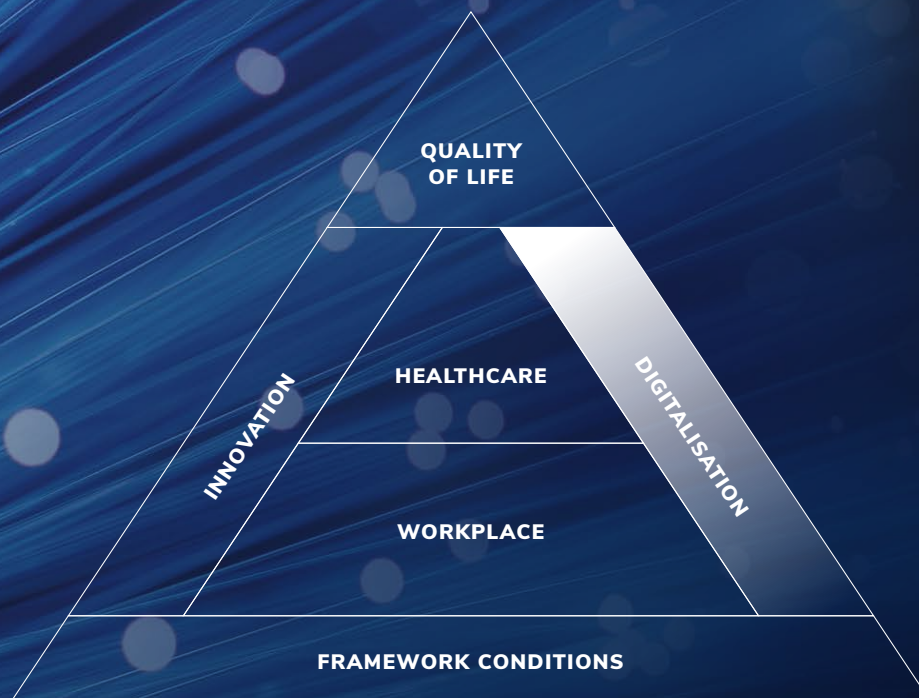 QUALITY
OF LIFE
INNOVATION
HEALTHCARE
DIGITALISATION
WORKPLACE
FRAMEWORK CONDITIONS